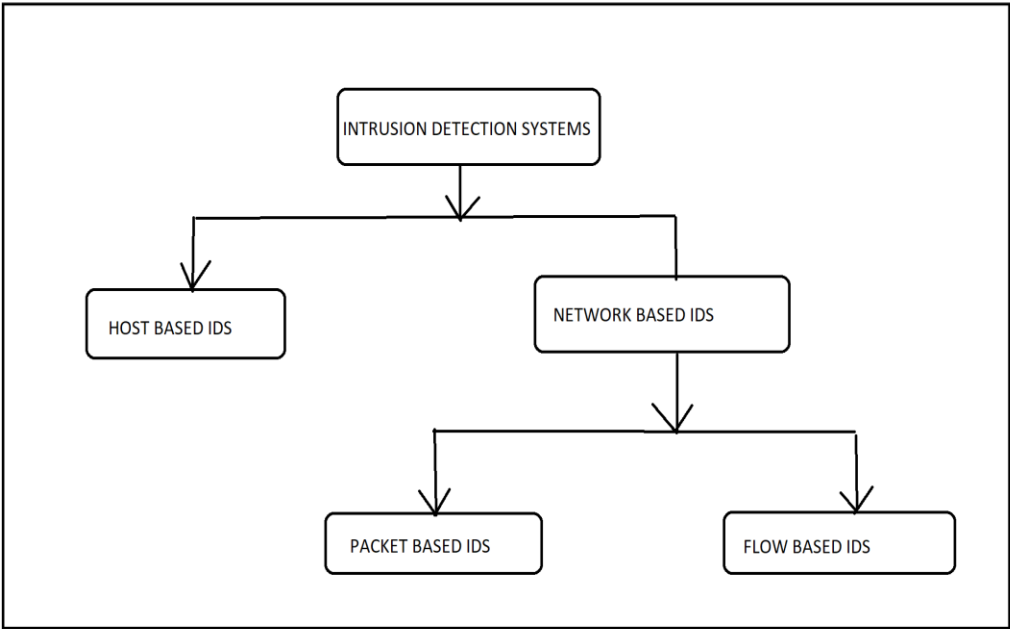 INTRUSION DETECTION SYSTEMS
HOST BASED IDS
NETWORK BASED IDS
PACKET BASED IDS
FLOW BASED IDS